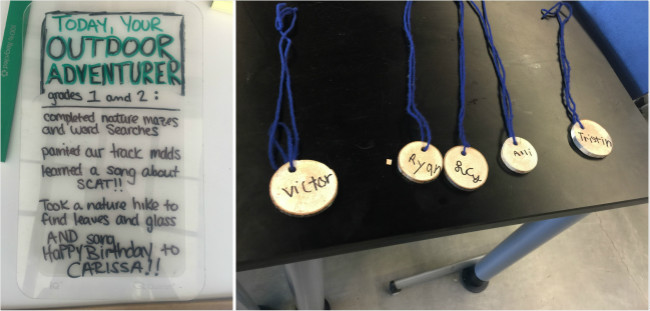 TODAY, YOUR
OUTDOOR
ADVENTURER
grades 1 and 2:
completed nature mazes
and word Searches
painted our track molds
learned a song about
SCAT!!
Took a nature hike to
find leaves and glass
AND sang
HAPPY Birthday to
CARISSA!!
Victor
Ryan
Lucy
Alli
Tristin